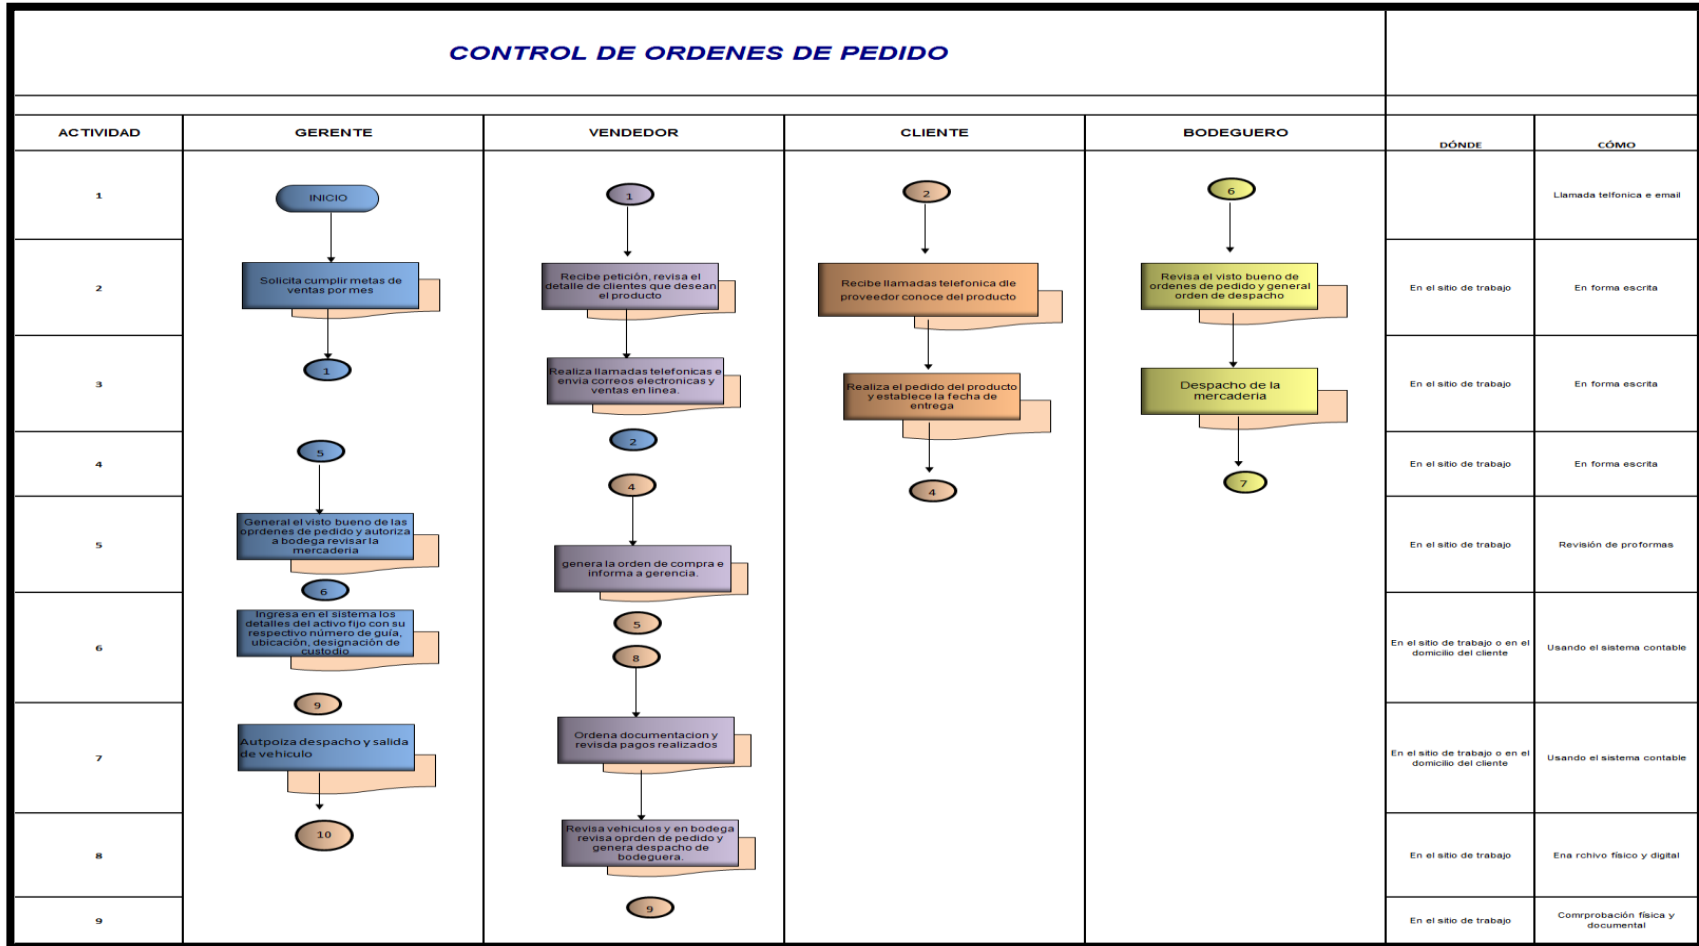 CONTROL DE ORDENES DE PEDIDO
ACTIVIDAD
GERENTE
VENDEDOR
CLIENTE
BODEGUERO
DÓNDE
CÓMO
1
INICIO
1
2
6
Llamada telfonica e email
2
Solicita cumplir metas de
ventas por mes
Recibe petición, revisa el
detalle de clientes que desean
el producto
Recibe llamadas telefonica dle
proveedor conoce del producto
Revisa el visto bueno de
ordenes de pedido y general
orden de despacho
En el sitio de trabajo
En forma escrita
3
1
Realiza llamadas telefonicas e
envia correos electronicas y
ventas en linea.
Realiza el pedido del producto
y establece la fecha de
entrega
Despacho de la
mercaderia
En el sitio de trabajo
En forma escrita
4
5
2
4
4
7
En el sitio de trabajo
En forma escrita
5
General el visto bueno de las
oprdenes de pedido y autoriza
a bodega revisar la
mercaderia
6
genera la orden de compra e
informa a gerencia.
En el sitio de trabajo
Revisión de proformas
6
Ingresa en el sistema los
detalles del activo fijo con su
respectivo número de guía,
ubicación, designación de
custodio
5
8
En el sitio de trabajo o en el
domicilio del cliente
Usando el sistema contable
9
7
Autpoiza despacho y salida
de vehiculo
Ordena documentacion y
revisda pagos realizados
En el sitio de trabajo o en el
domicilio del cliente
Usando el sistema contable
8
10
Revisa vehiculos y en bodega
revisa oprden de pedido y
genera despacho de
bodeguera.
En el sitio de trabajo
Ena rchivo físico y digital
9
9
En el sitio de trabajo
Comrprobación física y
documental